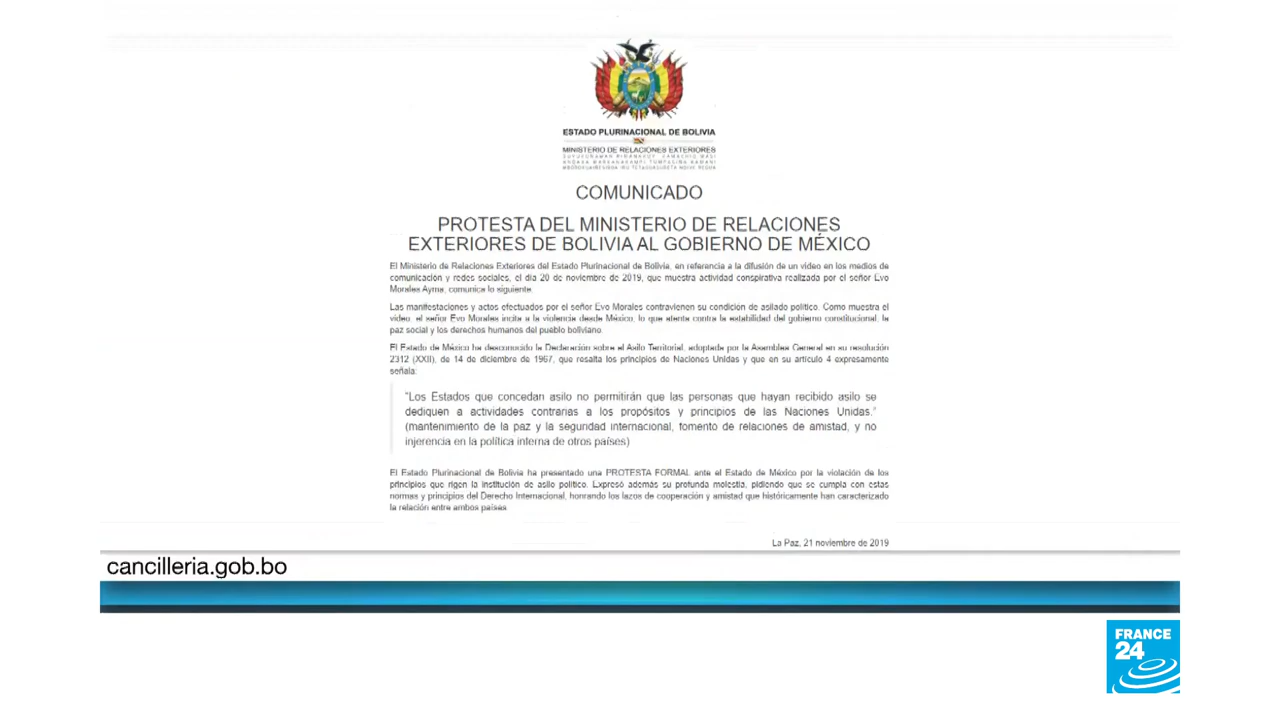 ESTADO PLURINACIONAL DE BOLIVIA
MINISTERIO DE RELACIONES EXTERIORES
COMUNICADO
PROTESTA DEL MINISTERIO DE RELACIONES
EXTERIORES DE BOLIVIA AL GOBIERNO DE MÉXICO
El Ministerio de Relaciones Exteriores del Estado Plurinacional de Bolivia, en referencia a la difusión de un video en los medios de
comunicación y redes sociales, el día 20 de noviembre de 2019, que muestra actividad conspirativa realizada por el señor Evo
Morales Ayma, comunica lo siguiente.
Las manifestaciones y actos efectuados por el señor Evo Morales contravienen su condición de asilado político. Como muestra el
video, el señor Evo Morales incita a la violencia desde México, lo que atenta contra la estabilidad del gobierno constitucional, la
paz social y los derechos humanos del pueblo boliviano.
El Estado de México ha desconocido la Declaración sobre el Asilo Territorial, adoptada por la Asamblea General en su resolución
2312 (XXII), de 14 de diciembre de 1967, que resalta los principios de Naciones Unidas y que en su artículo 4 expresamente
señala:
"Los Estados que concedan asilo no permitirán que las personas que hayan recibido asilo se
dediquen a actividades contrarias a los propósitos y principios de las Naciones Unidas."
(mantenimiento de la paz y la seguridad internacional, fomento de relaciones de amistad, y no
injerencia en la política interna de otros países)
El Estado Plurinacional de Bolivia ha presentado una PROTESTA FORMAL ante el Estado de México por la violación de los
principios que rigen la institución de asilo político. Expresó además su profunda molestia, pidiendo que se cumpla con estas
normas y principios del Derecho Internacional, honrando los lazos de cooperación y amistad que históricamente han caracterizado
la relación entre ambos países
La Paz, 21 noviembre de 2019
cancilleria.gob.bo
FRANCE
24